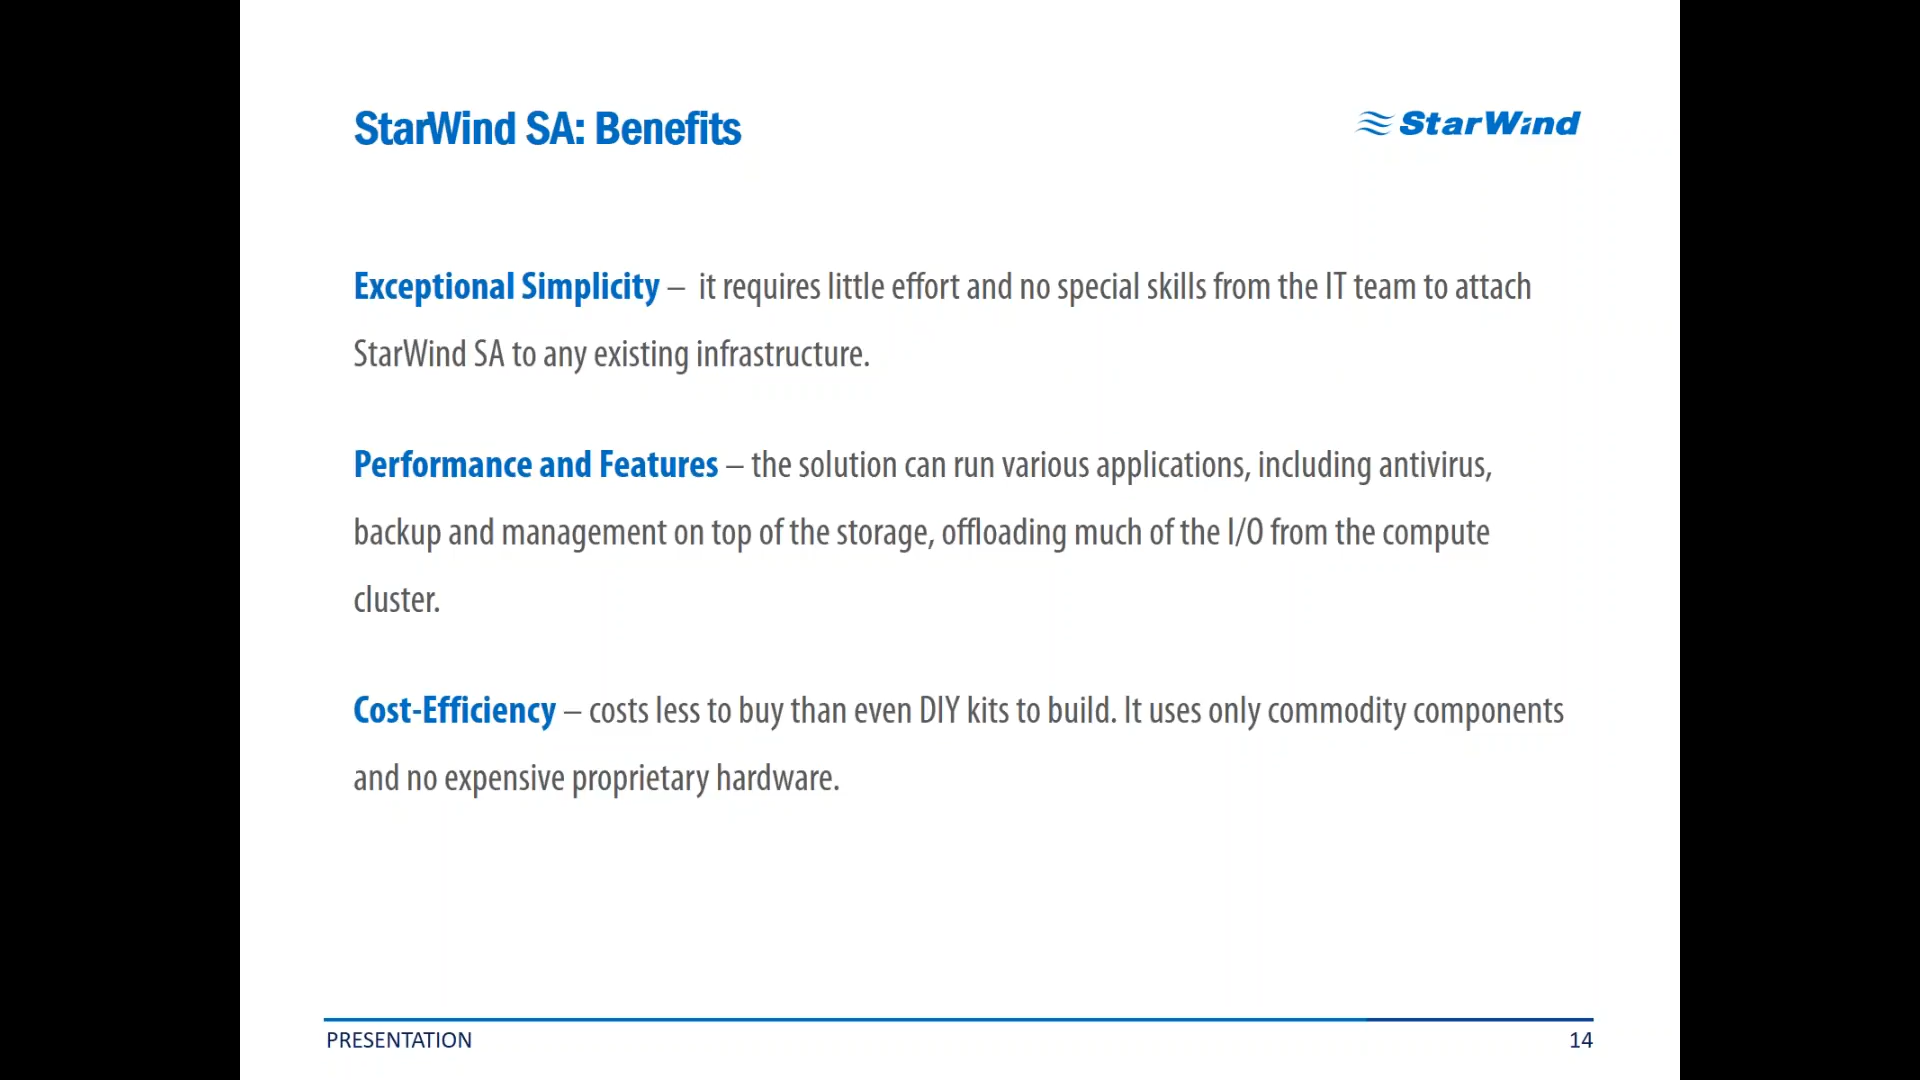 StarWind SA: Benefits
StarWind
Exceptional Simplicity – it requires little effort and no special skills from the IT team to attach
StarWind SA to any existing infrastructure.
Performance and Features – the solution can run various applications, including antivirus,
backup and management on top of the storage, offloading much of the I/O from the compute
cluster.
Cost-Efficiency – costs less to buy than even DIY kits to build. It uses only commodity components
and no expensive proprietary hardware.
PRESENTATION
14